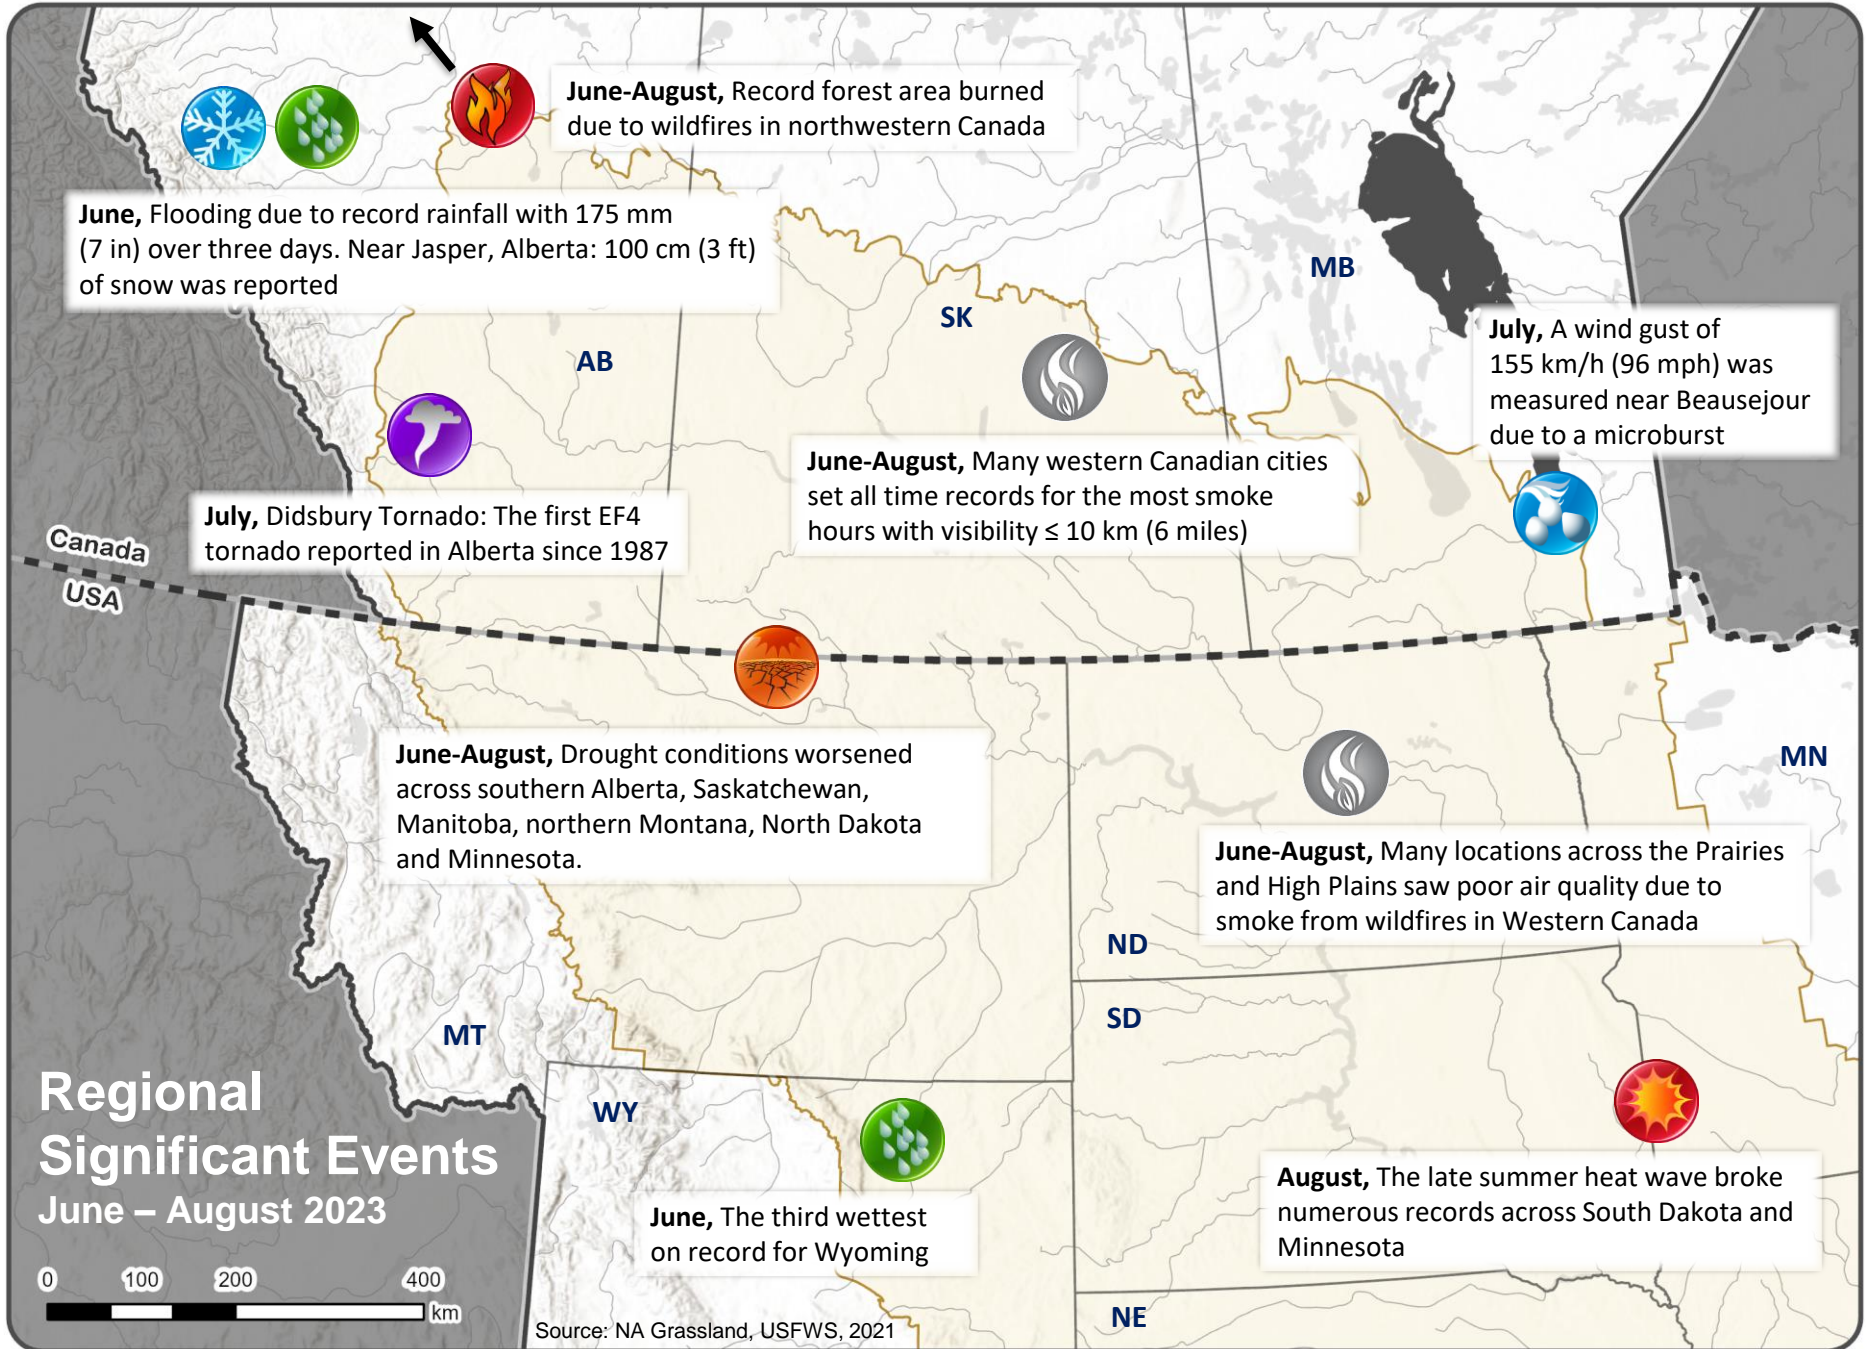 June-August, Record forest area burned
due to wildfires in northwestern Canada
June, Flooding due to record rainfall with 175 mm
(7 in) over three days. Near Jasper, Alberta: 100 cm (3 ft)
of snow was reported
MB
SK
AB
July, A wind gust of
155 km/h (96 mph) was
measured near Beausejour
due to a microburst
June-August, Many western Canadian cities
set all time records for the most smoke
hours with visibility ≤ 10 km (6 miles)
July, Didsbury Tornado: The first EF4
tornado reported in Alberta since 1987
Canada
USA
June-August, Drought conditions worsened
across southern Alberta, Saskatchewan,
Manitoba, northern Montana, North Dakota
and Minnesota.
MN
June-August, Many locations across the Prairies
and High Plains saw poor air quality due to
smoke from wildfires in Western Canada
ND
SD
MT
WY
Regional
Significant Events
June – August 2023
June, The third wettest
on record for Wyoming
August, The late summer heat wave broke
numerous records across South Dakota and
Minnesota
0 100 200 400
km
NE
Source: NA Grassland, USFWS, 2021